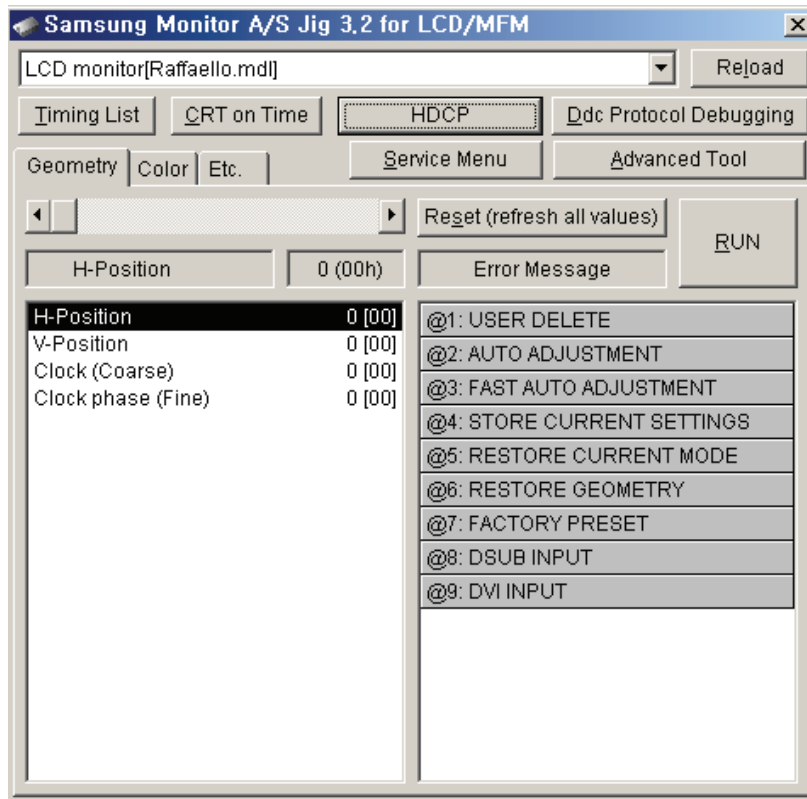 Samsung Monitor A/S Jig 3,2 for LCD/MFM
LCD monitor[Raffaello.mdl]
Reload
Timing List
CRT on Time
HDCP
Ddc Protocol Debugging
Geometry
Color
Etc.
Service Menu
Advanced Tool
Reset (refresh all values)
RUN
H-Position
0 (00h)
Error Message
H-Position 0 [00]
V-Position 0 [00]
Clock (Coarse) 0 [00]
Clock phase (Fine) 0 [00]
@1: USER DELETE
@2: AUTO ADJUSTMENT
@3: FAST AUTO ADJUSTMENT
@4: STORE CURRENT SETTINGS
@5: RESTORE CURRENT MODE
@6: RESTORE GEOMETRY
@7: FACTORY PRESET
@8: DSUB INPUT
@9: DVI INPUT